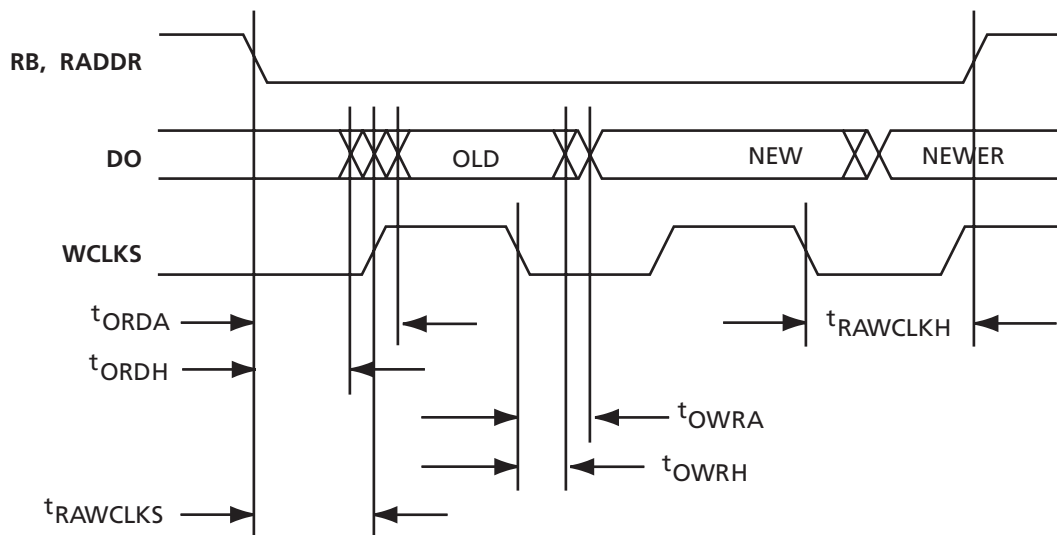 RB, RADDR
DO
OLD
NEW
NEWER
WCLKS
tORDA
tRAWCLKH
tORDH
tOWRA
tOWRH
tRAWCLKS